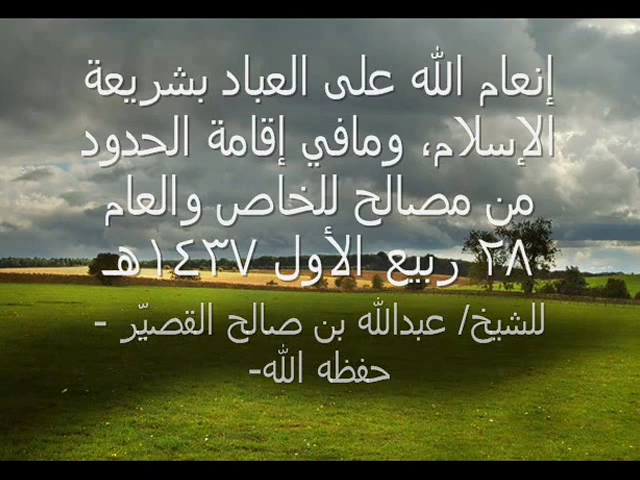 إنعام الله على العباد بشريعة
الإسلام، ومافي إقامة الحدود
من مصالح للخاص والعام
٢٨ ربيع الأول ١٤٣٧هـ
للشيخ/ عبدالله بن صالح القصيّر -
حفظه الله-